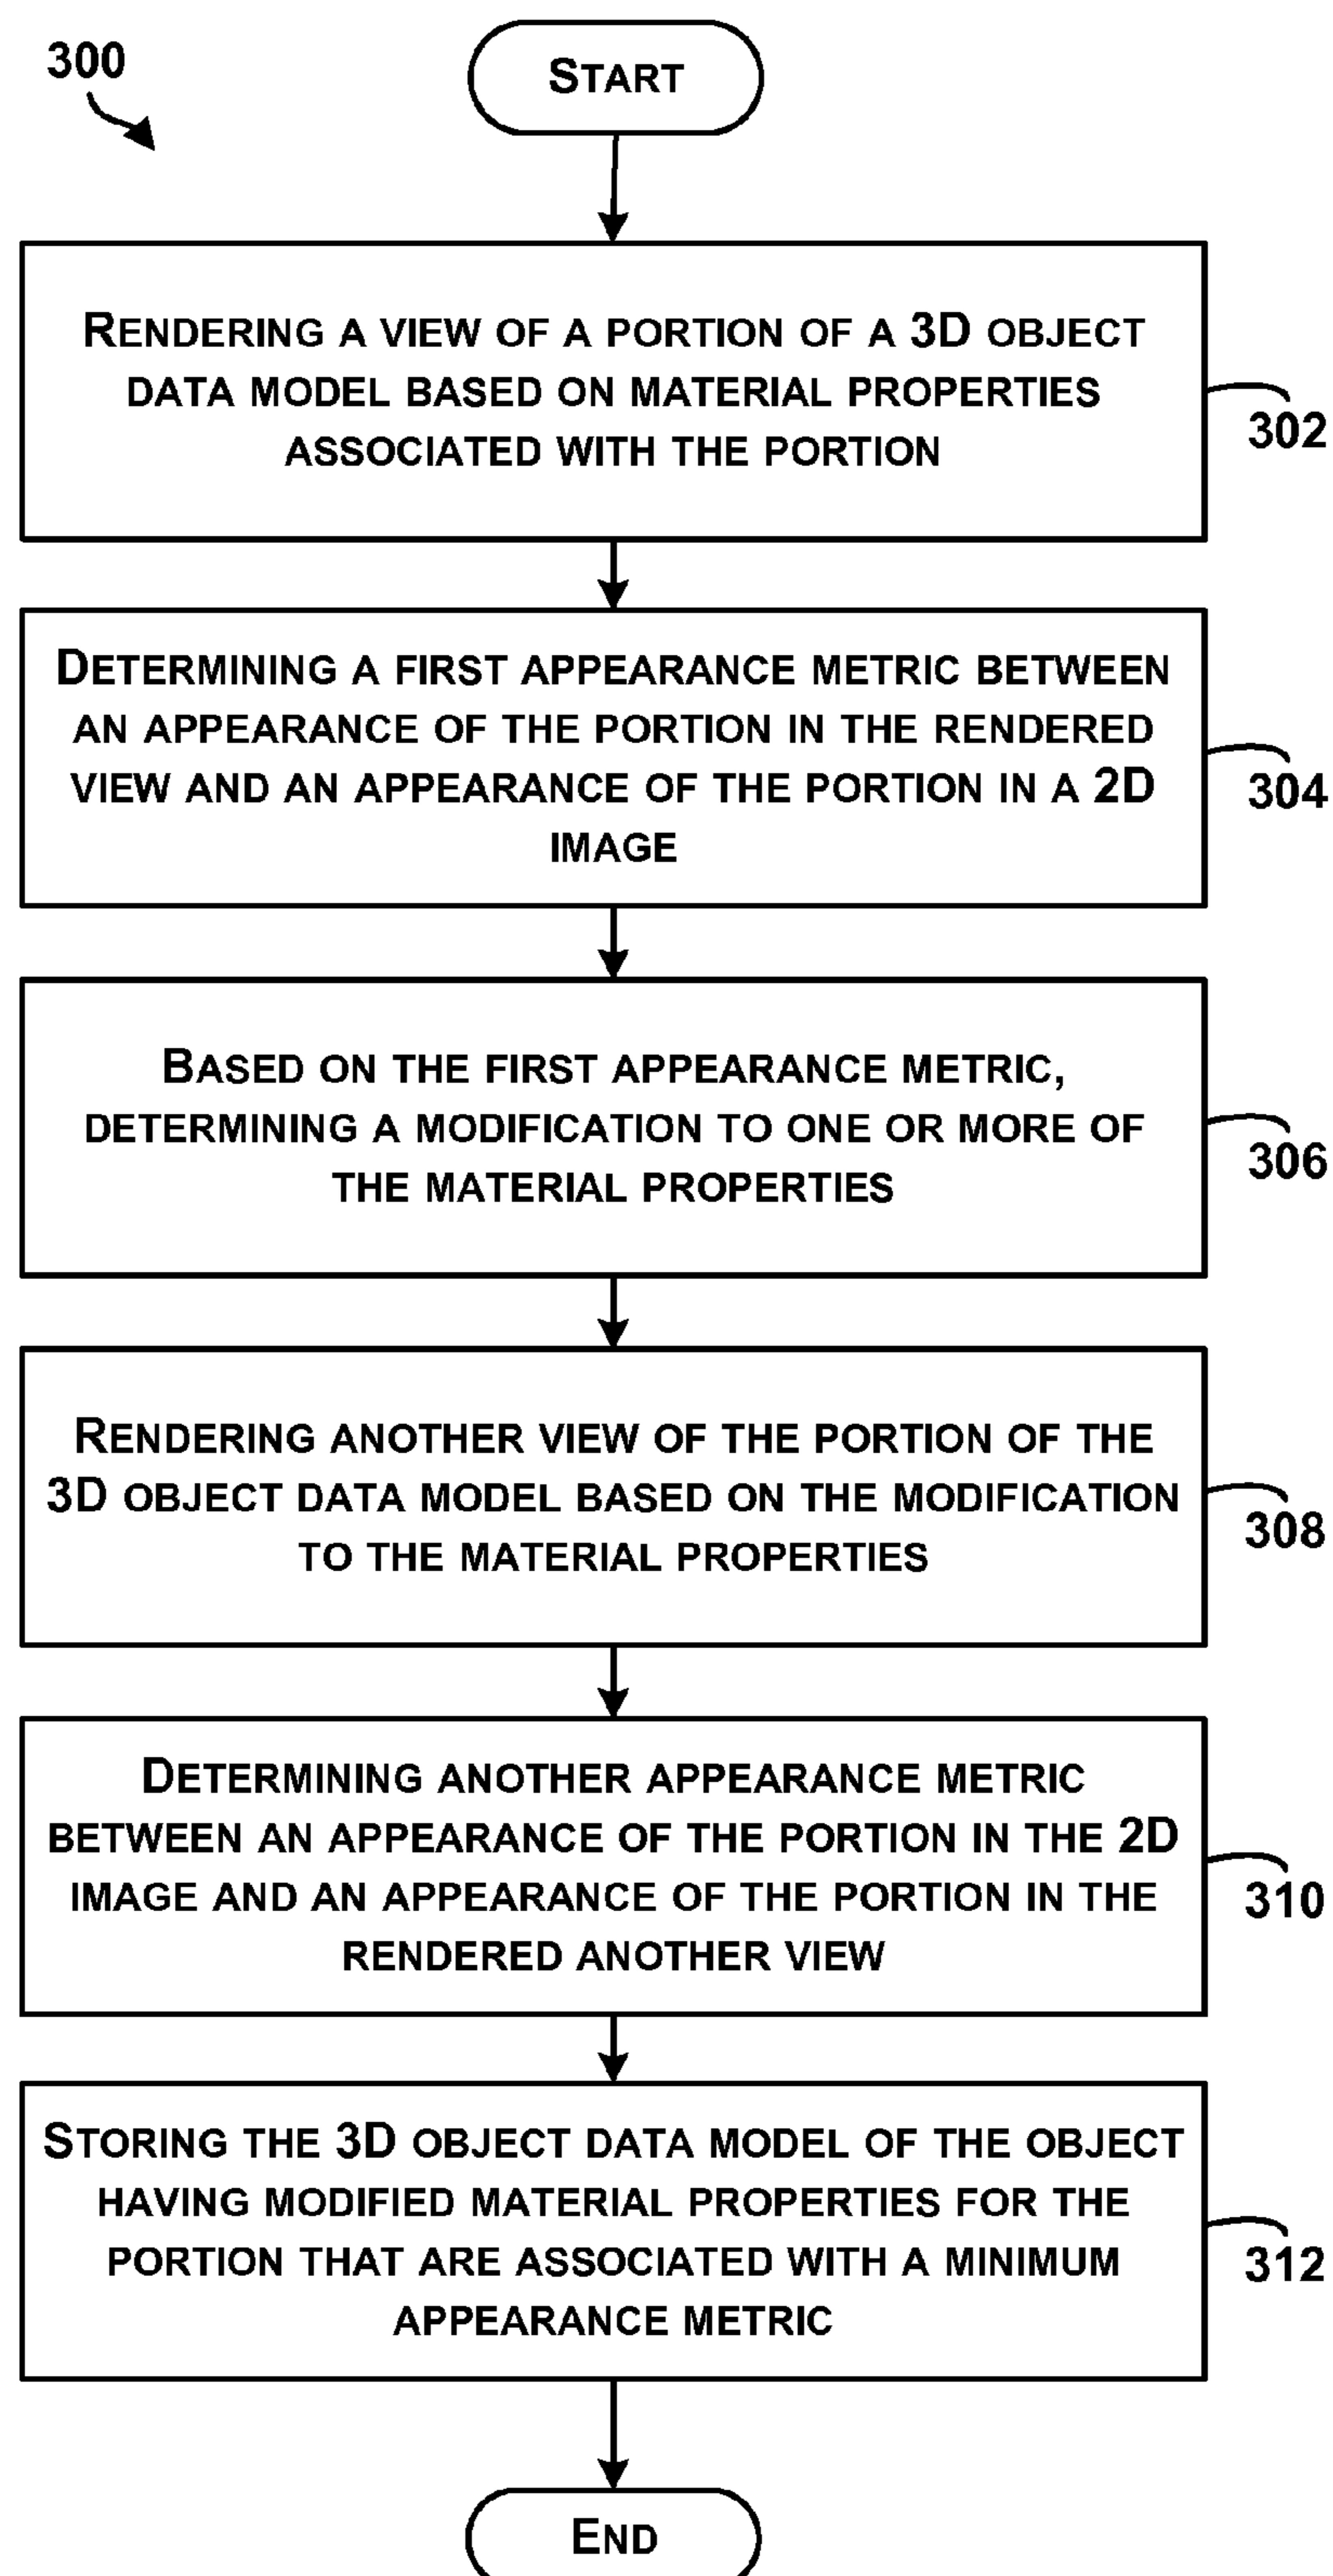 300
START
RENDERING A VIEW OF A PORTION OF A 3D OBJECT
DATA MODEL BASED ON MATERIAL PROPERTIES
ASSOCIATED WITH THE PORTION
302
DETERMINING A FIRST APPEARANCE METRIC BETWEEN
AN APPEARANCE OF THE PORTION IN THE RENDERED
VIEW AND AN APPEARANCE OF THE PORTION IN A 2D
IMAGE
304
BASED ON THE FIRST APPEARANCE METRIC,
DETERMINING A MODIFICATION TO ONE OR MORE OF
THE MATERIAL PROPERTIES
306
RENDERING ANOTHER VIEW OF THE PORTION OF THE
3D OBJECT DATA MODEL BASED ON THE MODIFICATION
TO THE MATERIAL PROPERTIES
308
DETERMINING ANOTHER APPEARANCE METRIC
BETWEEN AN APPEARANCE OF THE PORTION IN THE 2D
IMAGE AND AN APPEARANCE OF THE PORTION IN THE
RENDERED ANOTHER VIEW
310
STORING THE 3D OBJECT DATA MODEL OF THE OBJECT
HAVING MODIFIED MATERIAL PROPERTIES FOR THE
PORTION THAT ARE ASSOCIATED WITH A MINIMUM
APPEARANCE METRIC
312
END